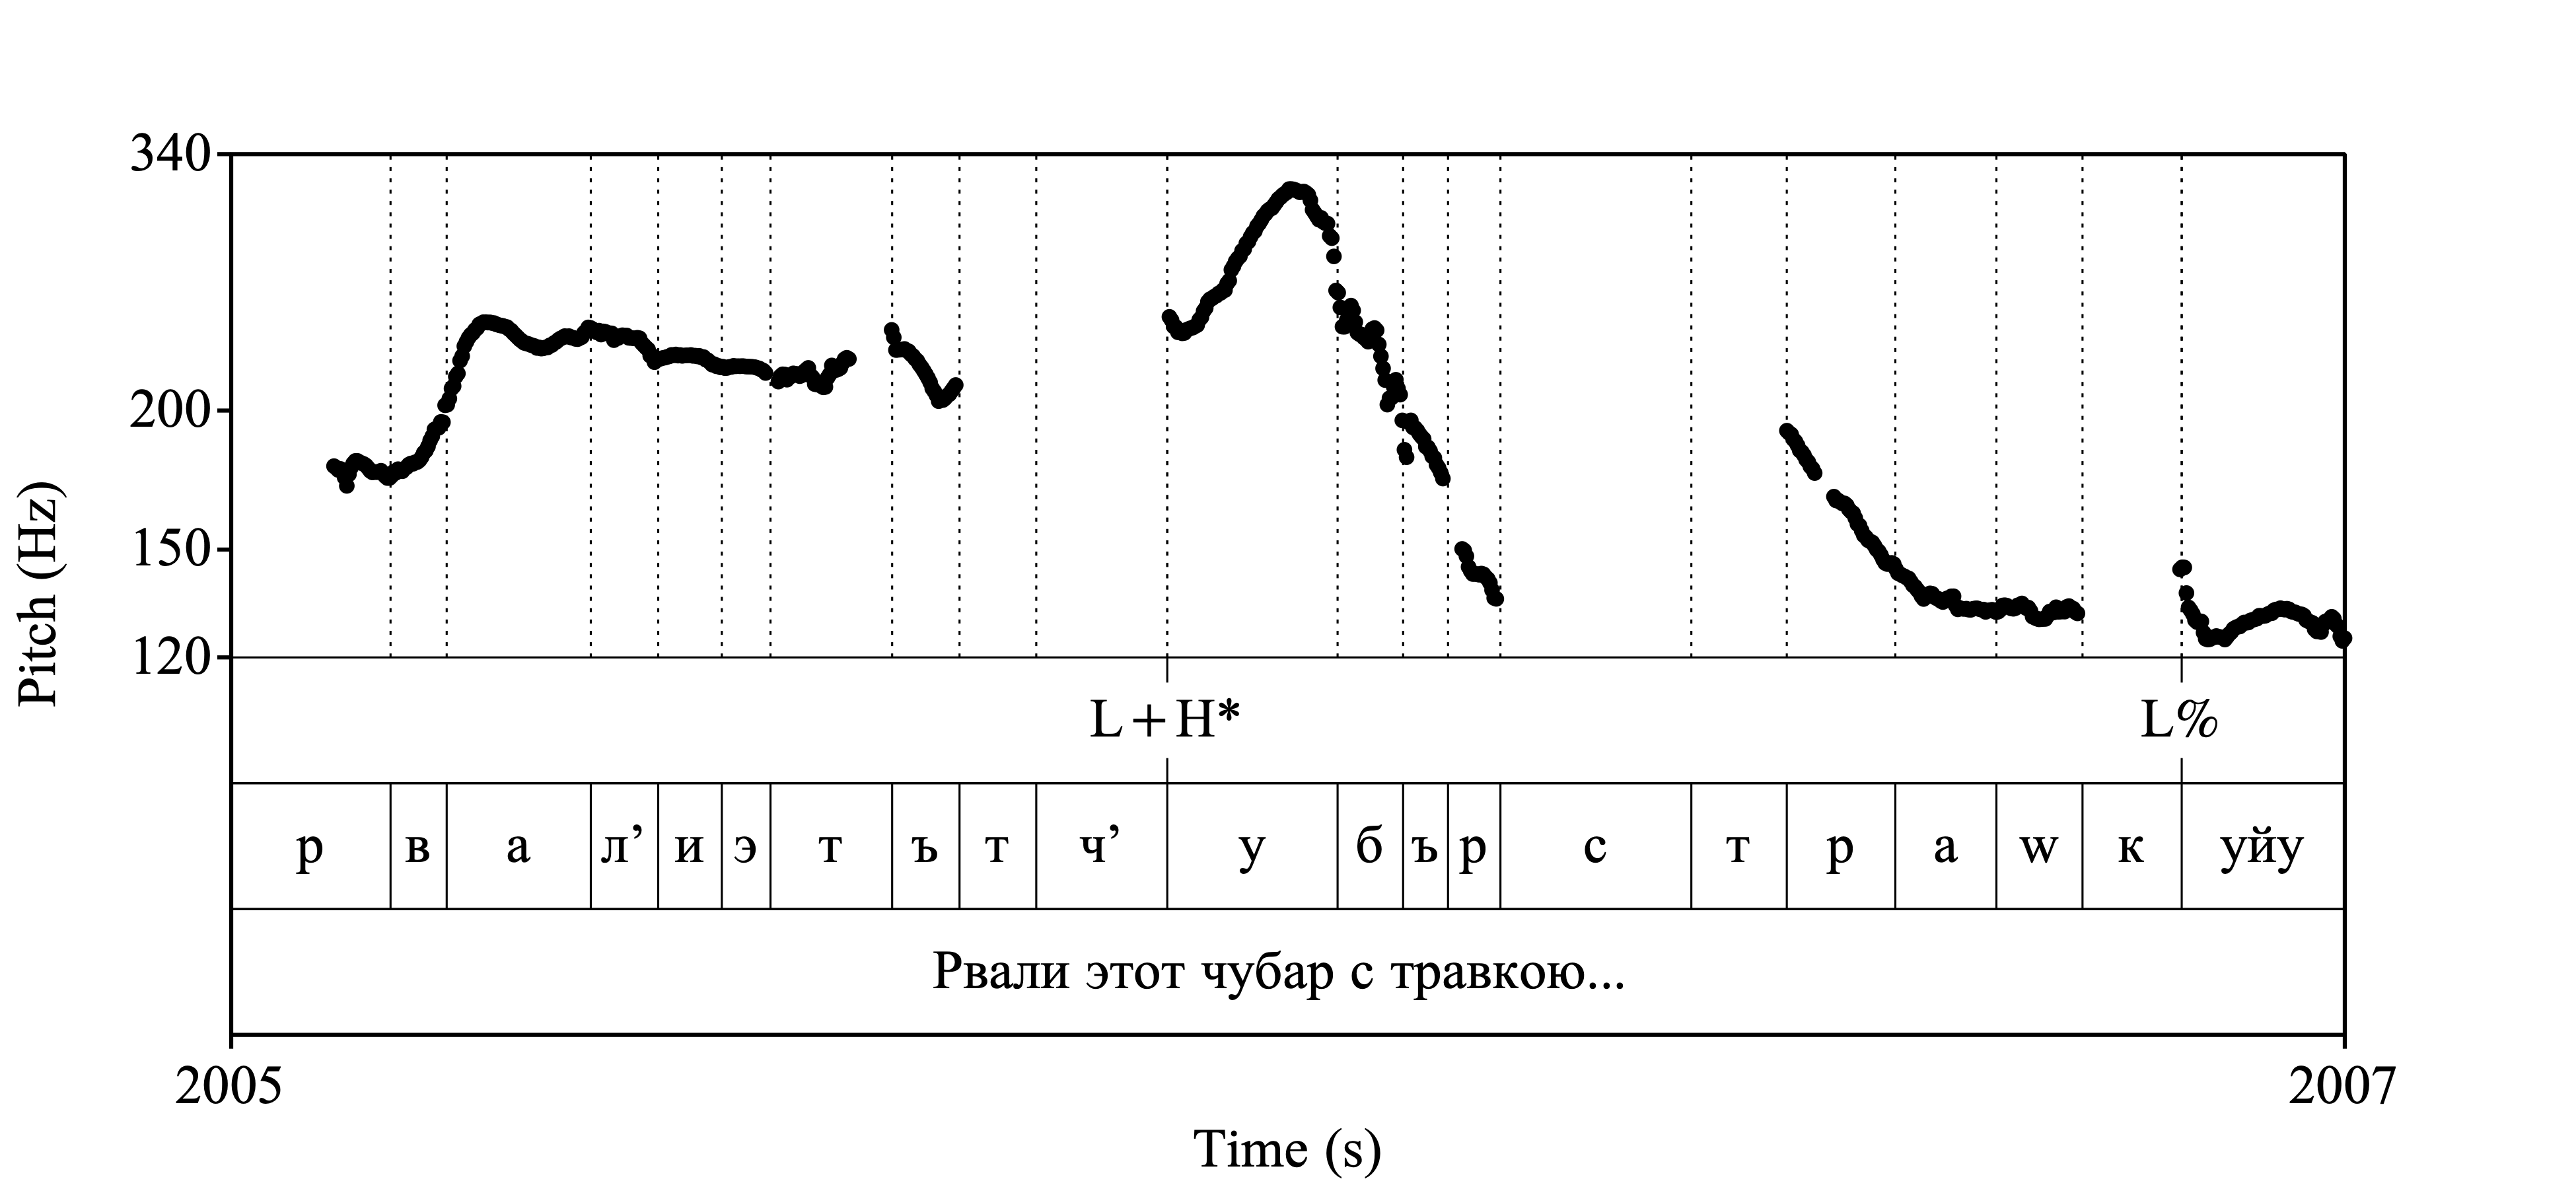 340
200
150
120
Pitch (Hz)
L+H* L%
р в а л’ и э т ъ т ч’ у б ъ р с т р а w к уйу
Рвали этот чубар с травкою...
2005 2007
Time (s)